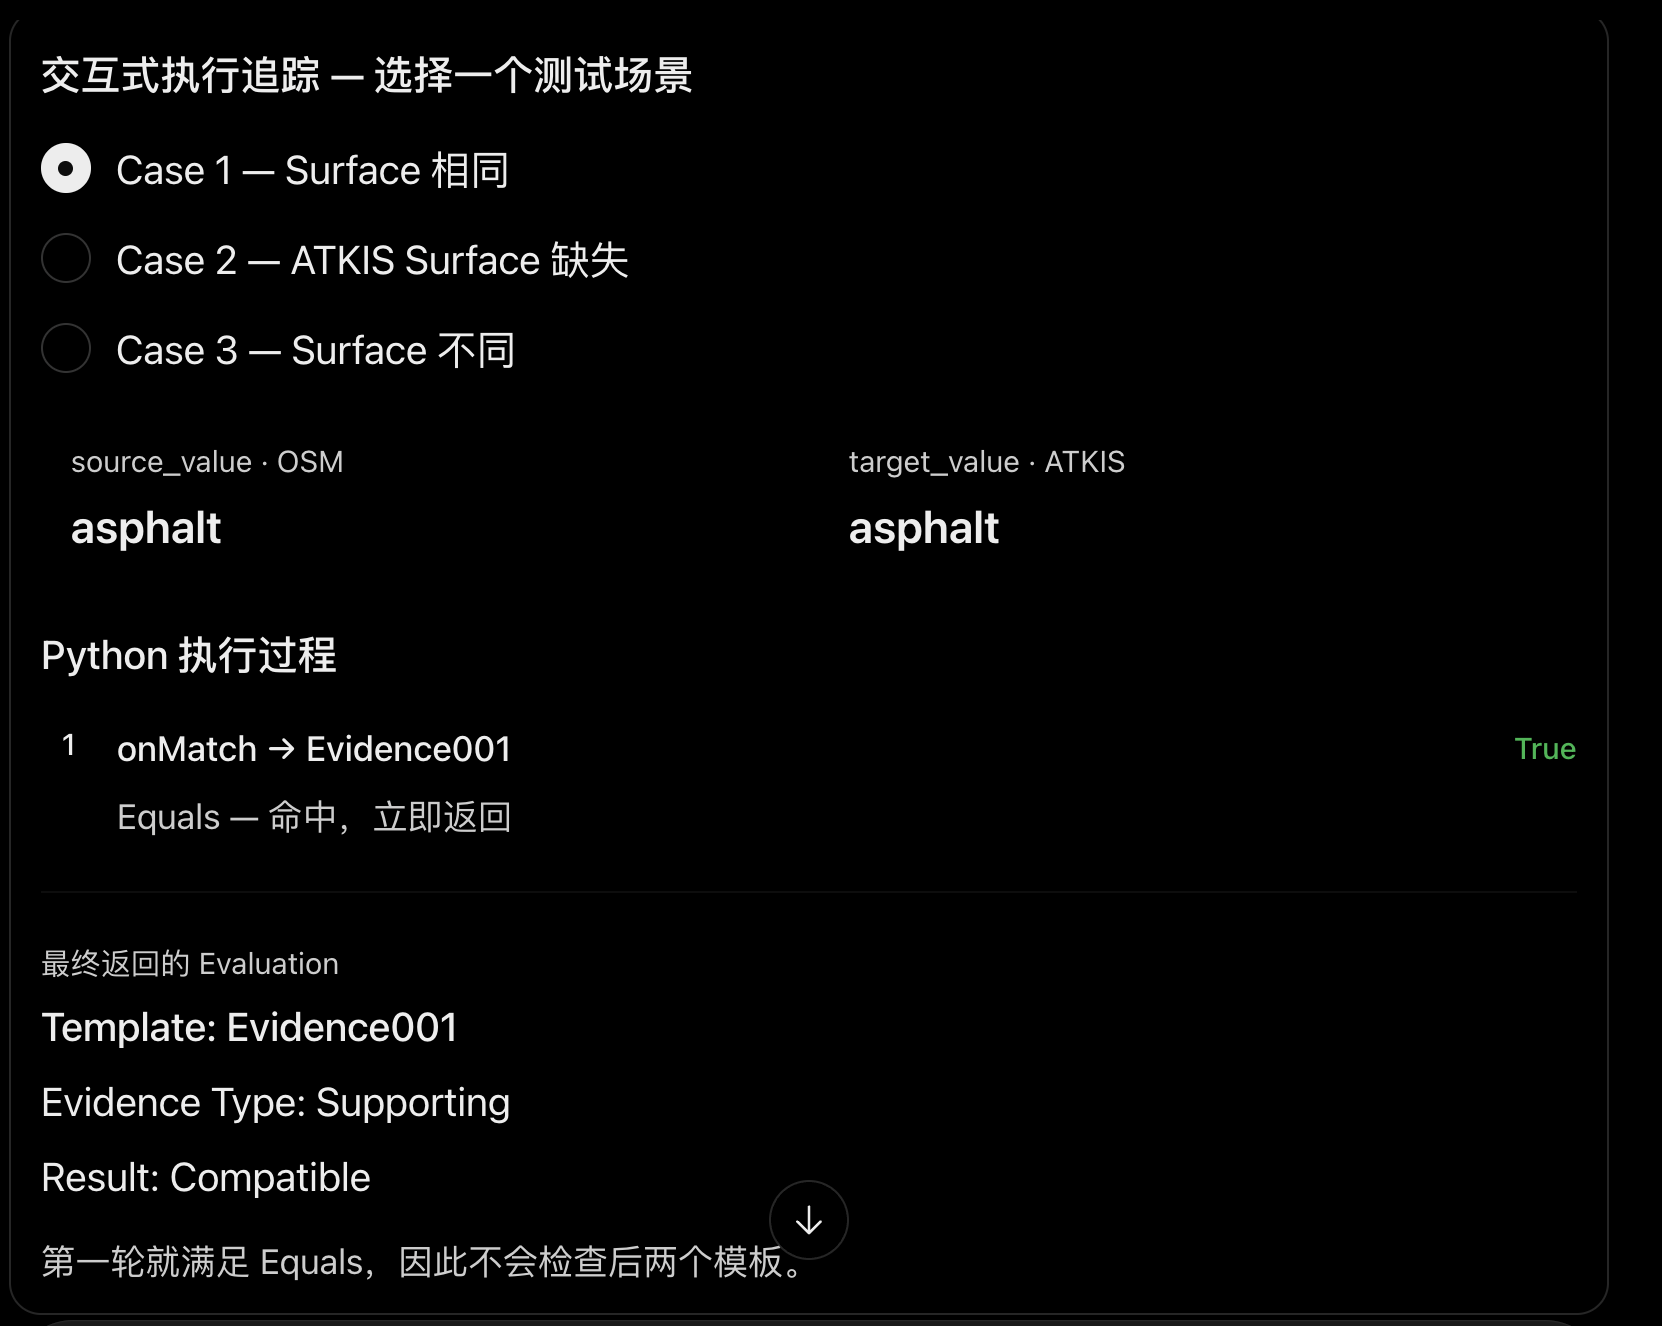 交互式执行追踪 — 选择一个测试场景
Case 1 — Surface 相同
Case 2 — ATKIS Surface 缺失
Case 3 — Surface 不同
source_value · OSM
target_value · ATKIS
asphalt
asphalt
Python 执行过程
1
onMatch → Evidence001
True
Equals — 命中，立即返回
最终返回的 Evaluation
Template: Evidence001
Evidence Type: Supporting
Result: Compatible
第一轮就满足 Equals，因此不会检查后两个模板。